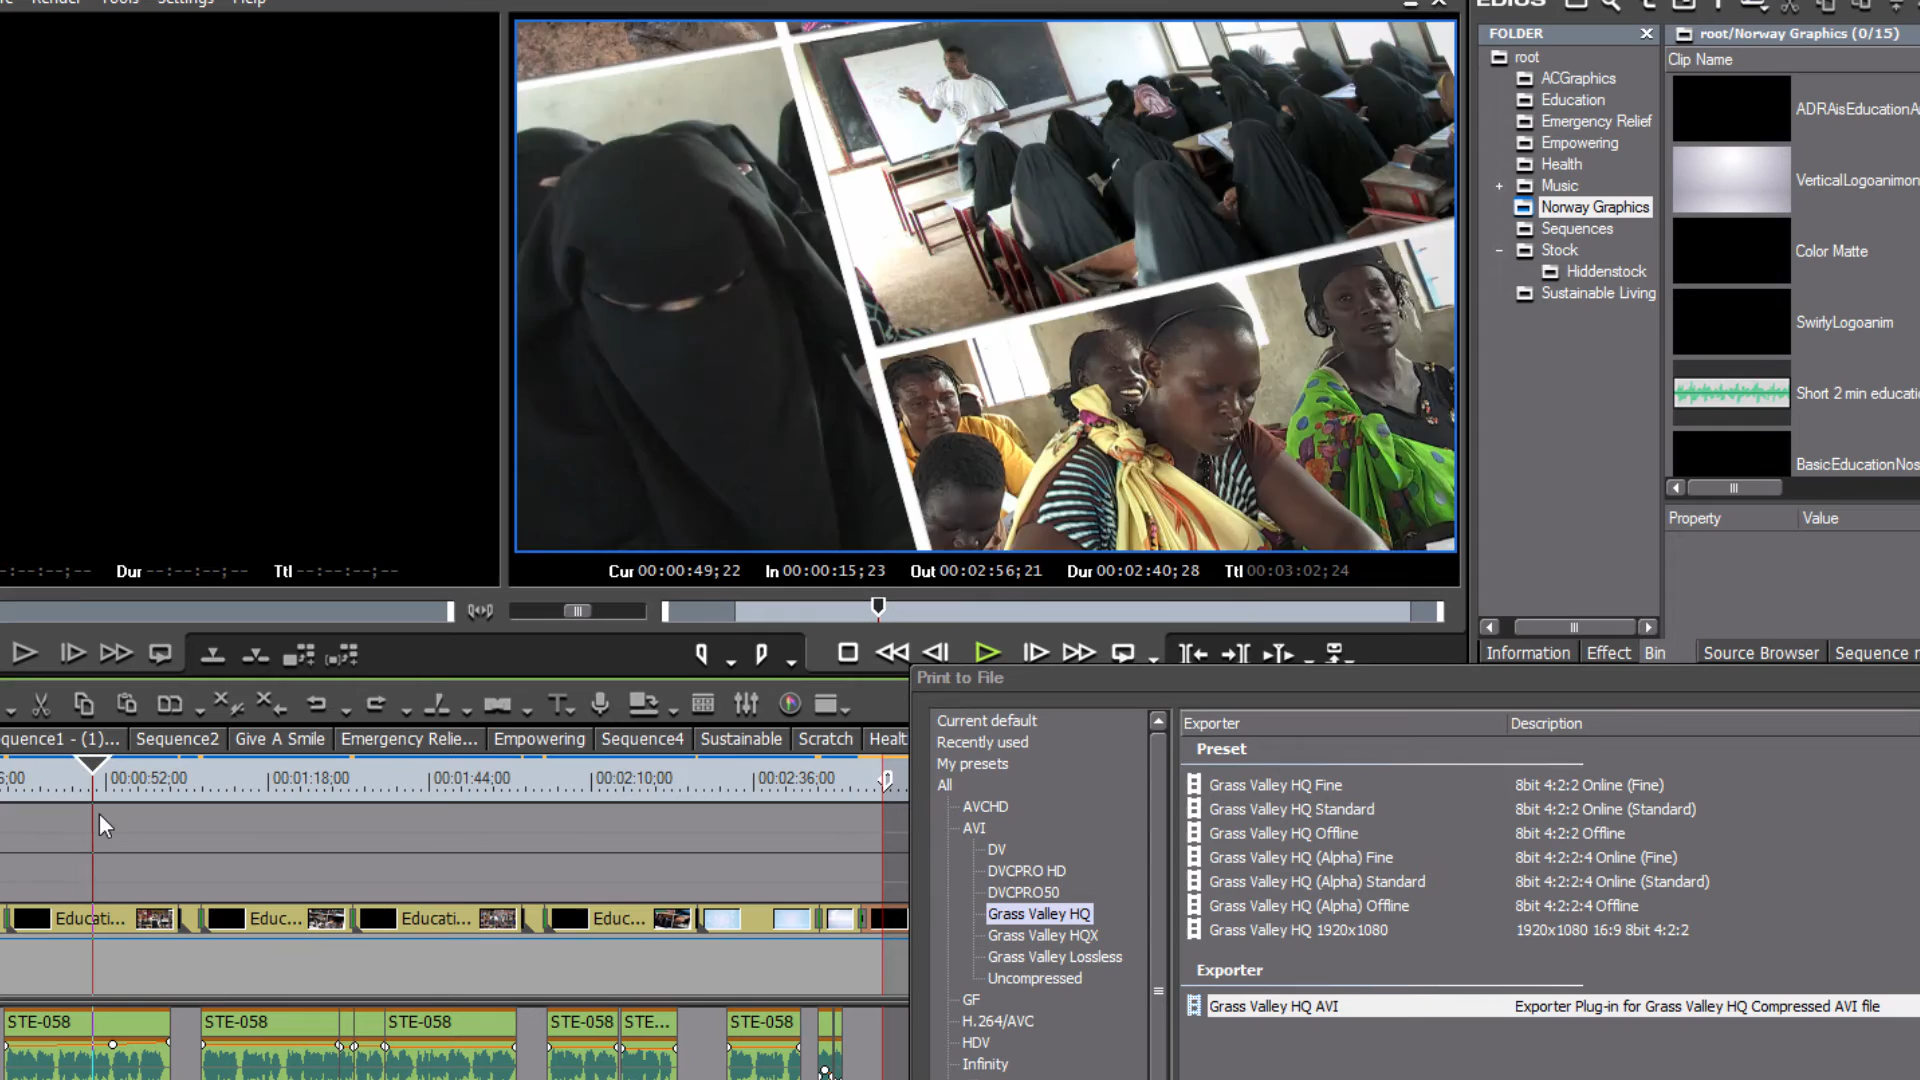 Render Tools Settings Help
EDIUS
FOLDER
root
ACGraphics
Education
Emergency Relief
Empowering
Health
Music
Norway Graphics
Sequences
Stock
Hiddenstock
Sustainable Living
root/Norway Graphics (0/15)
Clip Name
ADRAisEducationA
VerticalLogoanimon
Color Matte
SwirlyLogoanim
Short 2 min educatio
BasicEducationNos
Property Value
Dur --:--:--;-- Ttl --:--:--;--
Cur 00:00:49;22 In 00:00:15;23 Out 00:02:56;21 Dur 00:02:40;28 Ttl 00:03:02;24
Information Effect Bin Source Browser Sequence
quence1 - (1)... Sequence2 Give A Smile Emergency Relie... Empowering Sequence4 Sustainable Scratch Healt
6;00 00:00:52;00 00:01:18;00 00:01:44;00 00:02:10;00 00:02:36;00
Educati... Educ... Educati... Educ...
STE-058 STE-058 STE-058 STE-058 STE... STE-058
Print to File
Current default
Recently used
My presets
All
AVCHD
AVI
DV
DVCPRO HD
DVCPRO50
Grass Valley HQ
Grass Valley HQX
Grass Valley Lossless
Uncompressed
GF
H.264/AVC
HDV
Infinity
Exporter Description
Preset
Grass Valley HQ Fine 8bit 4:2:2 Online (Fine)
Grass Valley HQ Standard 8bit 4:2:2 Online (Standard)
Grass Valley HQ Offline 8bit 4:2:2 Offline
Grass Valley HQ (Alpha) Fine 8bit 4:2:2:4 Online (Fine)
Grass Valley HQ (Alpha) Standard 8bit 4:2:2:4 Online (Standard)
Grass Valley HQ (Alpha) Offline 8bit 4:2:2:4 Offline
Grass Valley HQ 1920x1080 1920x1080 16:9 8bit 4:2:2
Exporter
Grass Valley HQ AVI Exporter Plug-in for Grass Valley HQ Compressed AVI file